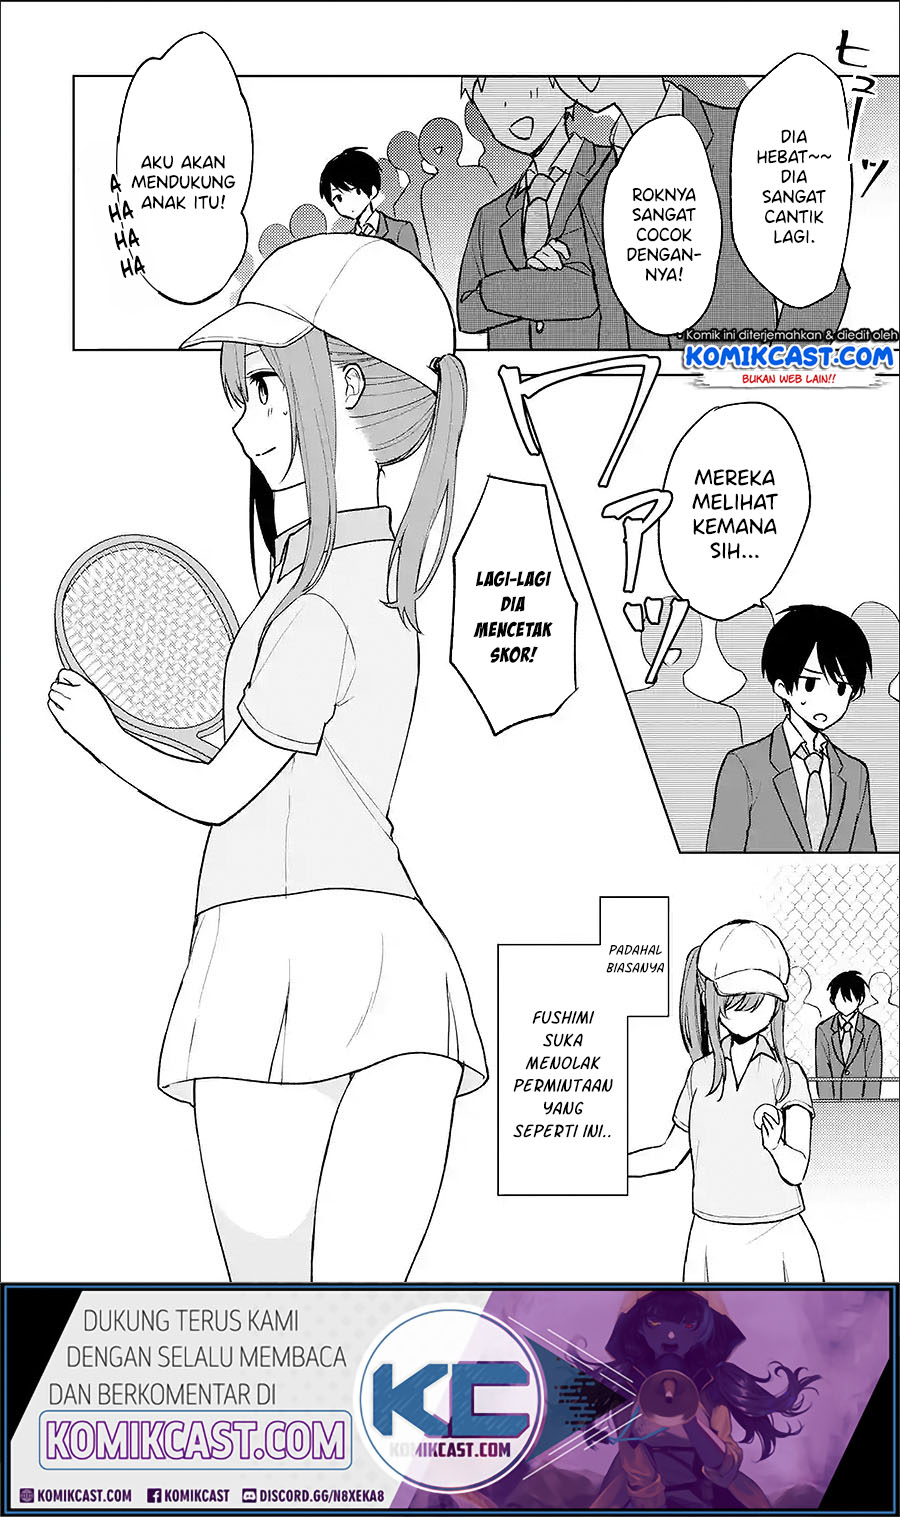 ヒューッ
DIA
HEBAT~~
DIA
SANGAT
CANTIK
LAGI.
ROKNYA
SANGAT
COCOK
DENGAN-
NYA!
AKU AKAN
MENDUKUNG
ANAK ITU!
A
HA
HA
HA
• Komik ini diterjemahkan & diedit oleh
KOMIKCAST.COM
BUKAN WEB LAIN!!
MEREKA
MELIHAT
KEMANA
SIH...
ワアッ
LAGI-LAGI
DIA
MENCETAK
SKOR!
PADAHAL
BIASANYA
FUSHIMI
SUKA
MENOLAK
PERMINTAAN
YANG
SEPERTI INI..
DUKUNG TERUS KAMI
DENGAN SELALU MEMBACA
DAN BERKOMENTAR DI
KOMIKCAST.COM
KC
KOMIKCAST.COM
KOMIKCAST.COM KOMIKCAST DISCORD.GG/N8XEKA8